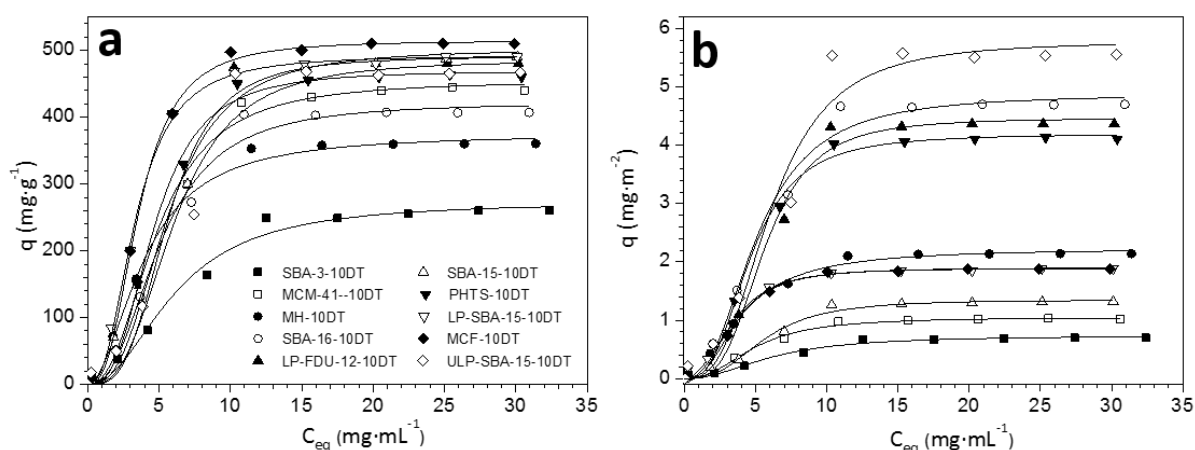 a
q (mg·g⁻¹)
500
400
300
200
100
0
0 5 10 15 20 25 30 35
C_eq (mg·mL⁻¹)
SBA-3-10DT
MCM-41--10DT
MH-10DT
SBA-16-10DT
LP-FDU-12-10DT
SBA-15-10DT
PHTS-10DT
LP-SBA-15-10DT
MCF-10DT
ULP-SBA-15-10DT
b
q (mg·m⁻²)
6
5
4
3
2
1
0
0 5 10 15 20 25 30 35
C_eq (mg·mL⁻¹)